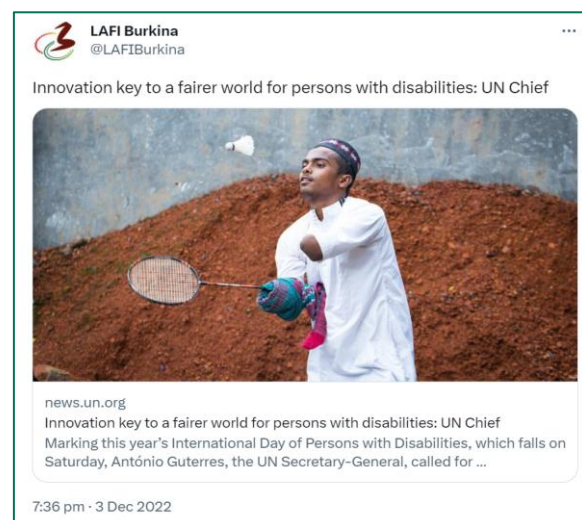 LAFI Burkina
@LAFIBurkina
Innovation key to a fairer world for persons with disabilities: UN Chief
news.un.org
Innovation key to a fairer world for persons with disabilities: UN Chief
Marking this year's International Day of Persons with Disabilities, which falls on
Saturday, António Guterres, the UN Secretary-General, called for ...
7:36 pm · 3 Dec 2022